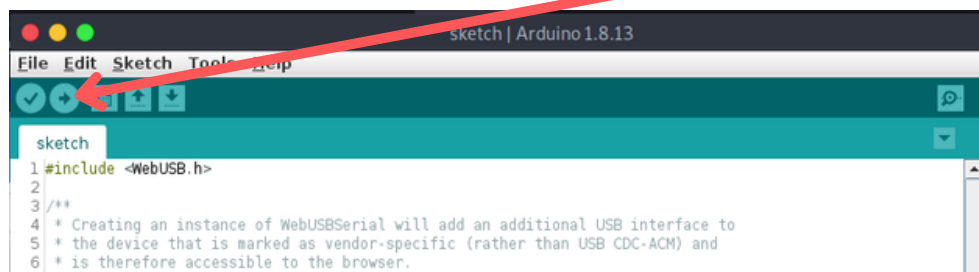 sketch | Arduino 1.8.13
File Edit Sketch Tools Help
sketch
1 #include <WebUSB.h>
2
3 /**
4 * Creating an instance of WebUSBSerial will add an additional USB interface to
5 * the device that is marked as vendor-specific (rather than USB CDC-ACM) and
6 * is therefore accessible to the browser.